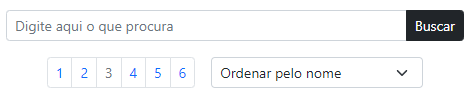 Digite aqui o que procura Buscar
1 2 3 4 5 6 Ordenar pelo nome